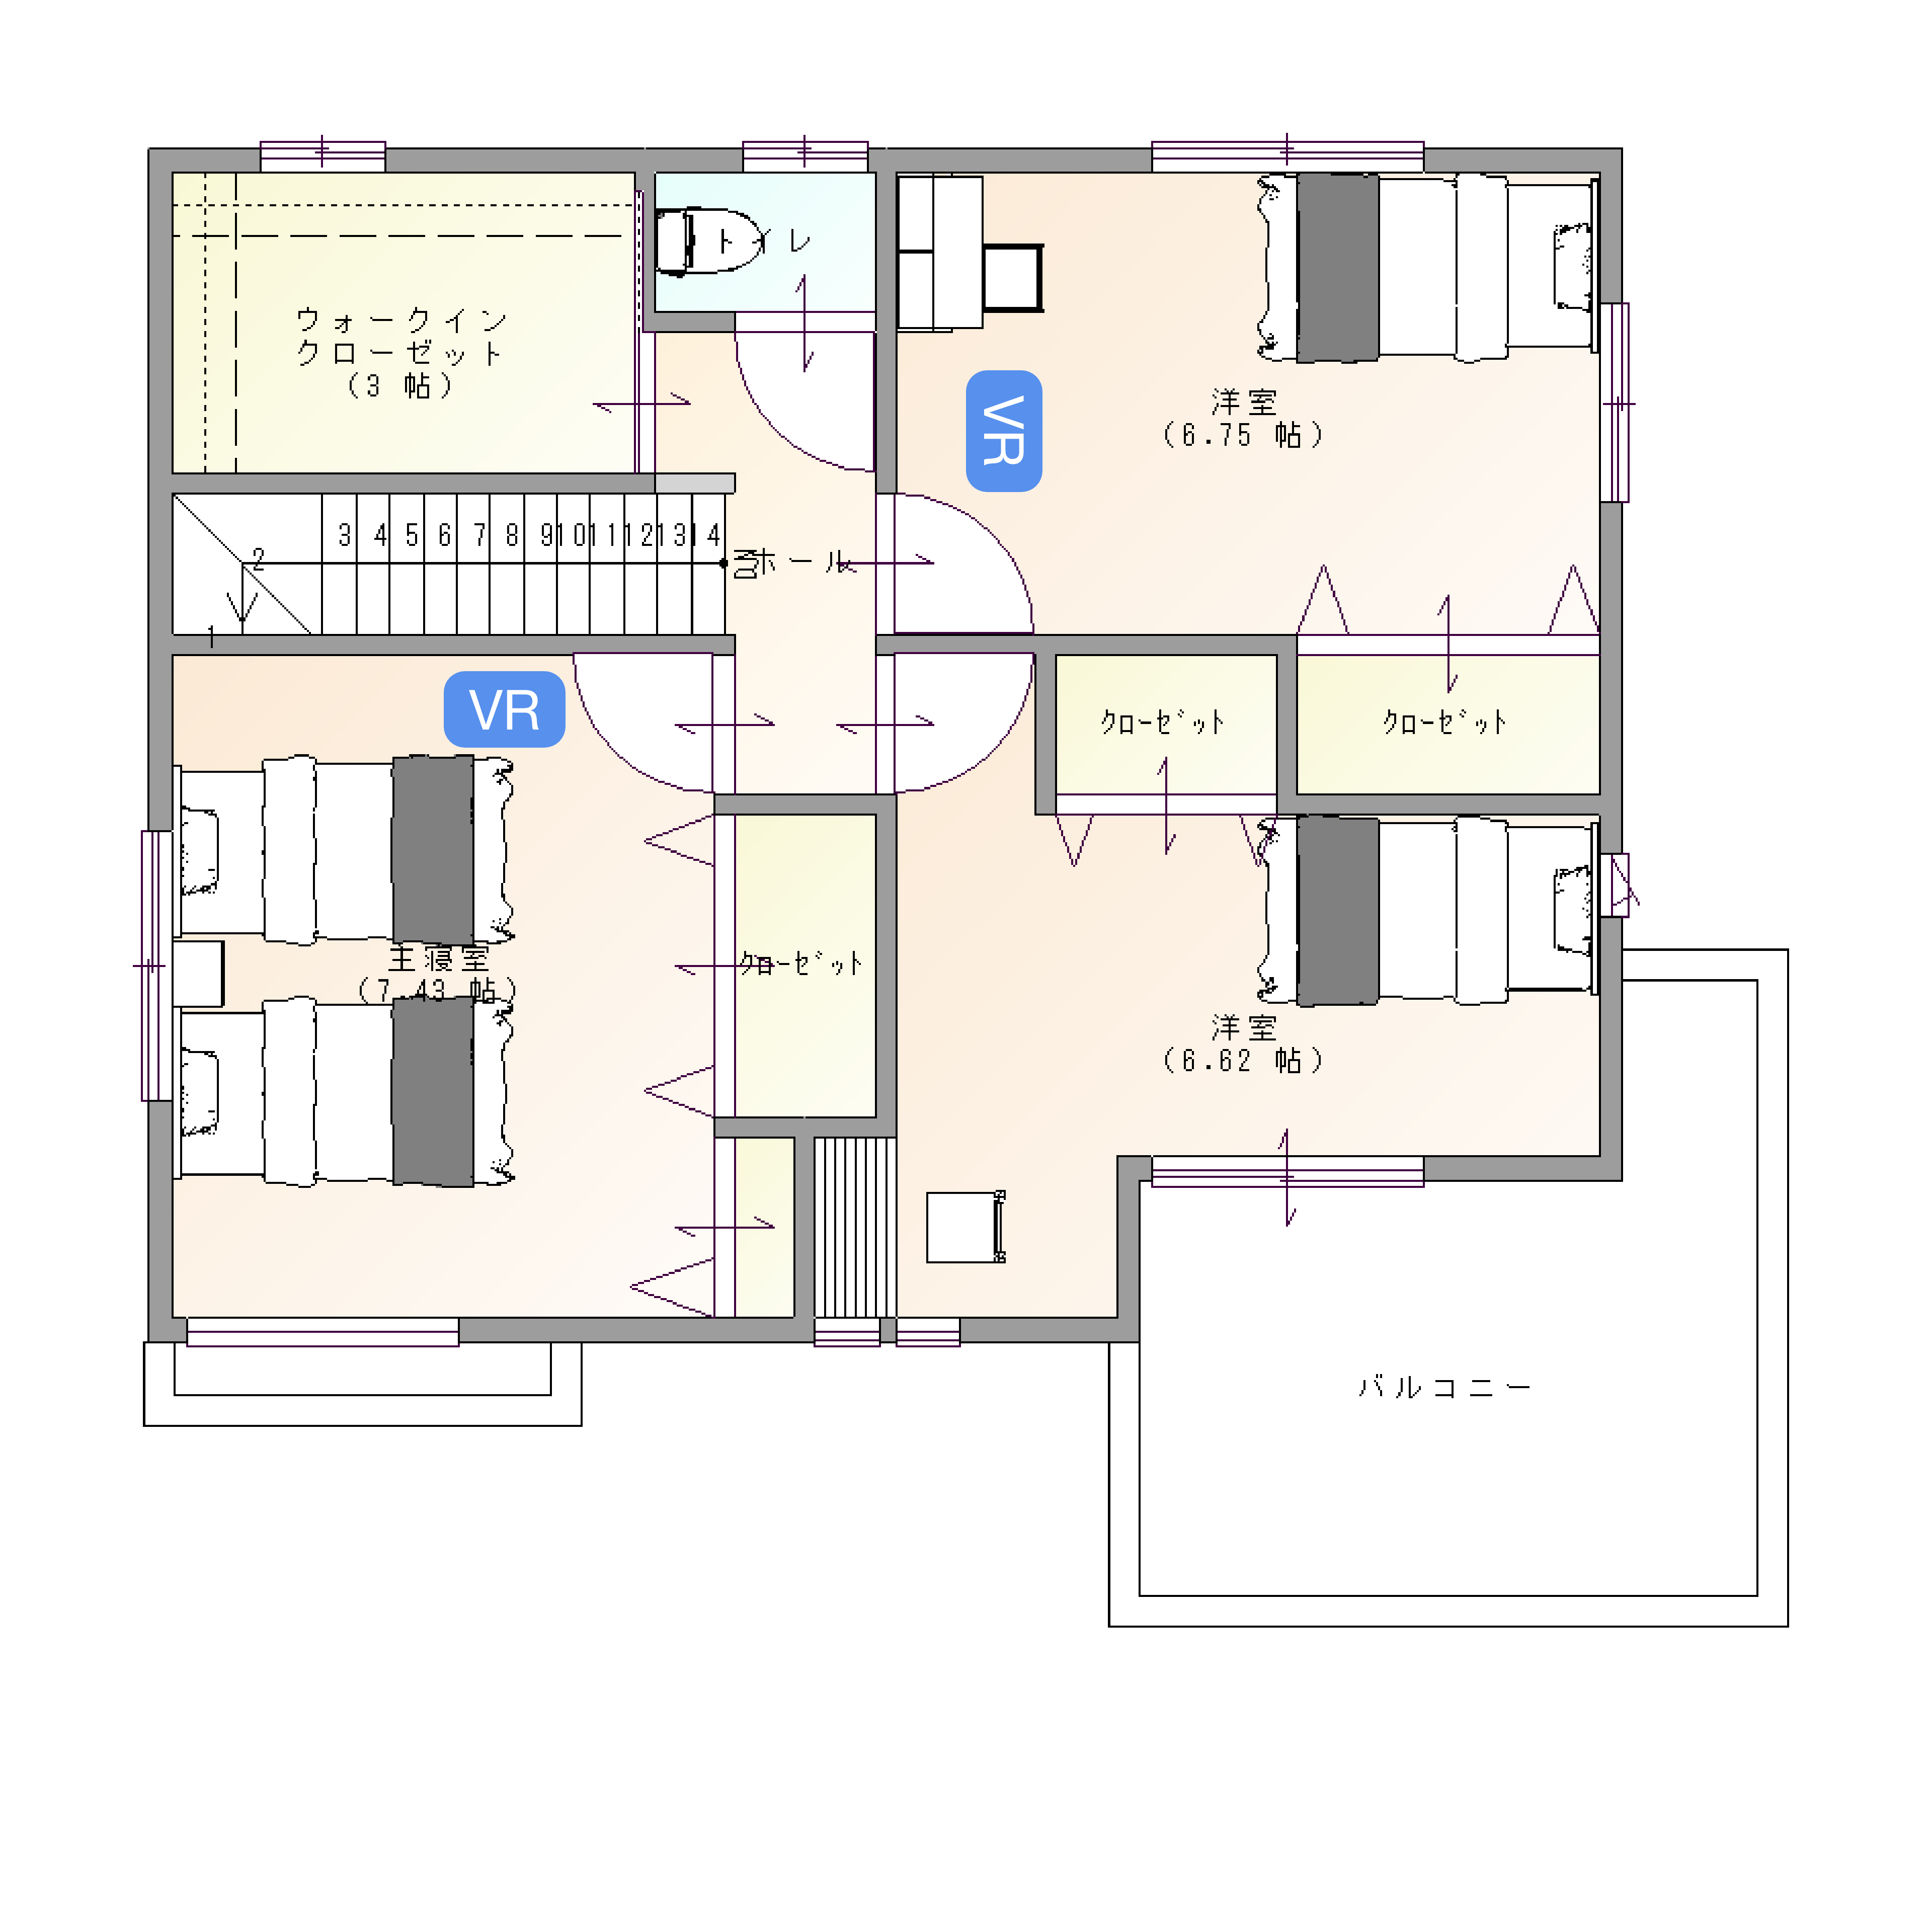 トイレ
ウォークイン
クローゼット
(3 帖)
VR
洋室
(6.75 帖)
3 4 5 6 7 8 9 10 11 12 13 14
2
DN
ホール
1
VR
クローゼット
クローゼット
主寝室
(7.43 帖)
クローゼット
洋室
(6.62 帖)
バルコニー